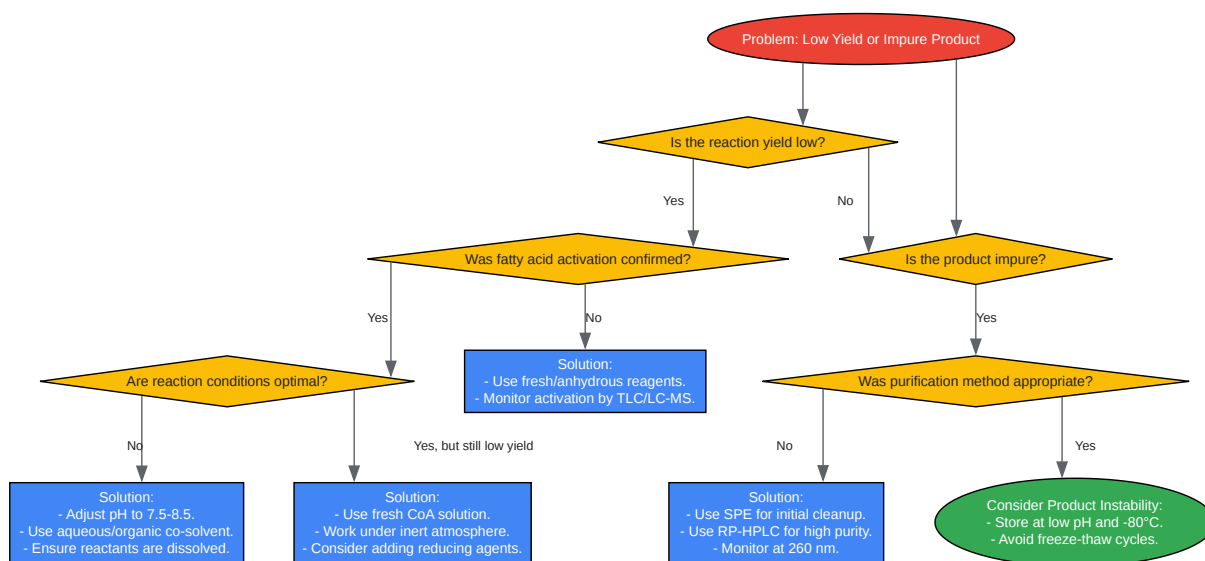 Problem: Low Yield or Impure Product
Is the reaction yield low?
Yes
No
Was fatty acid activation confirmed?
Is the product impure?
Yes
No
Yes
Are reaction conditions optimal?
Solution:
- Use fresh/anhydrous reagents.
- Monitor activation by TLC/LC-MS.
Was purification method appropriate?
No
Yes, but still low yield
No
Yes
Solution:
- Adjust pH to 7.5-8.5.
- Use aqueous/organic co-solvent.
- Ensure reactants are dissolved.
Solution:
- Use fresh CoA solution.
- Work under inert atmosphere.
- Consider adding reducing agents.
Solution:
- Use SPE for initial cleanup.
- Use RP-HPLC for high purity.
- Monitor at 260 nm.
Consider Product Instability:
- Store at low pH and -80°C.
- Avoid freeze-thaw cycles.